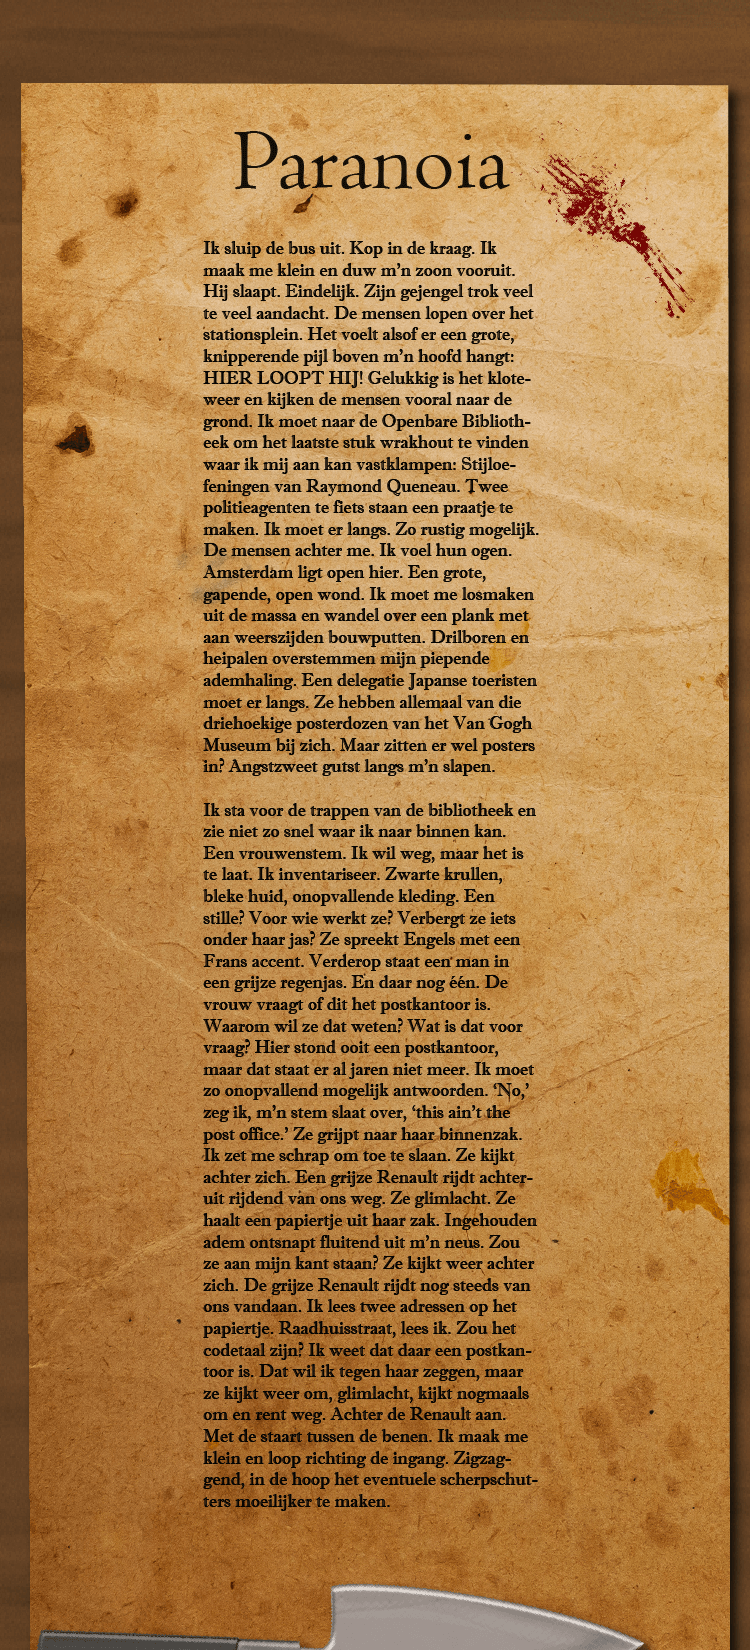 Paranoia
Ik sluip de bus uit. Kop in de kraag. Ik
maak me klein en duw m’n zoon vooruit.
Hij slaapt. Eindelijk. Zijn gejengel trok veel
te veel aandacht. De mensen lopen over het
stationsplein. Het voelt alsof er een grote,
knipperende pijl boven m’n hoofd hangt:
HIER LOOPT HIJ! Gelukkig is het klote-
weer en kijken de mensen vooral naar de
grond. Ik moet naar de Openbare Biblioth-
eek om het laatste stuk wrakhout te vinden
waar ik mij aan kan vastklampen: Stijloe-
feningen van Raymond Queneau. Twee
politieagenten te fiets staan een praatje te
maken. Ik moet er langs. Zo rustig mogelijk.
De mensen achter me. Ik voel hun ogen.
Amsterdam ligt open hier. Een grote,
gapende, open wond. Ik moet me losmaken
uit de massa en wandel over een plank met
aan weerszijden bouwputten. Drilboren en
heipalen overstemmen mijn piepende
ademhaling. Een delegatie Japanse toeristen
moet er langs. Ze hebben allemaal van die
driehoekige posterdozen van het Van Gogh
Museum bij zich. Maar zitten er wel posters
in? Angstzweet gutst langs m’n slapen.
Ik sta voor de trappen van de bibliotheek en
zie niet zo snel waar ik naar binnen kan.
Een vrouwenstem. Ik wil weg, maar het is
te laat. Ik inventariseer. Zwarte krullen,
bleke huid, onopvallende kleding. Een
stille? Voor wie werkt ze? Verbergt ze iets
onder haar jas? Ze spreekt Engels met een
Frans accent. Verderop staat een man in
een grijze regenjas. En daar nog één. De
vrouw vraagt of dit het postkantoor is.
Waarom wil ze dat weten? Wat is dat voor
vraag? Hier stond ooit een postkantoor,
maar dat staat er al jaren niet meer. Ik moet
zo onopvallend mogelijk antwoorden. ‘No,’
zeg ik, m’n stem slaat over, ‘this ain’t the
post office.’ Ze grijpt naar haar binnenzak.
Ik zet me schrap om toe te slaan. Ze kijkt
achter zich. Een grijze Renault rijdt achter-
uit rijdend van ons weg. Ze glimlacht. Ze
haalt een papiertje uit haar zak. Ingehouden
adem ontsnapt fluitend uit m’n neus. Zou
ze aan mijn kant staan? Ze kijkt weer achter
zich. De grijze Renault rijdt nog steeds van
ons vandaan. Ik lees twee adressen op het
papiertje. Raadhuisstraat, lees ik. Zou het
codetaal zijn? Ik weet dat daar een postkan-
toor is. Dat wil ik tegen haar zeggen, maar
ze kijkt weer om, glimlacht, kijkt nogmaals
om en rent weg. Achter de Renault aan.
Met de staart tussen de benen. Ik maak me
klein en loop richting de ingang. Zigzag-
gend, in de hoop het eventuele scherpschut-
ters moeilijker te maken.